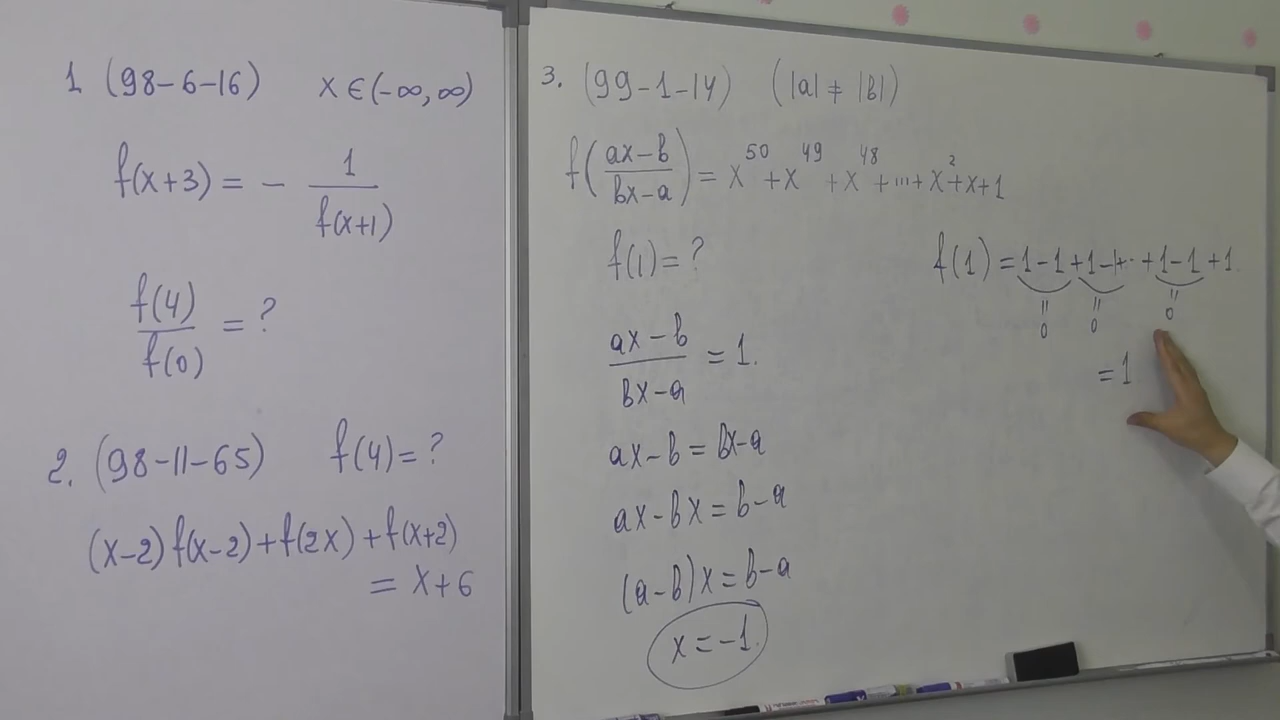 1. (98-6-16) x∈(-∞,∞)
f(x+3) = - 1/f(x+1)
f(4)/f(0) = ?
2. (98-11-65) f(4)=?
(x-2)f(x-2)+f(2x)+f(x+2)
= x+6
3. (99-1-14) (|a|≠|b|)
f((ax-b)/(bx-a)) = x^50+x^49+x^48+...+x^2+x+1
f(1)=?
(ax-b)/(bx-a) = 1.
ax-b = bx-a
ax-bx = b-a
(a-b)x = b-a
x = -1.
f(1) = 1-1+1-1+...+1-1+1
" " "
0 0 0
= 1